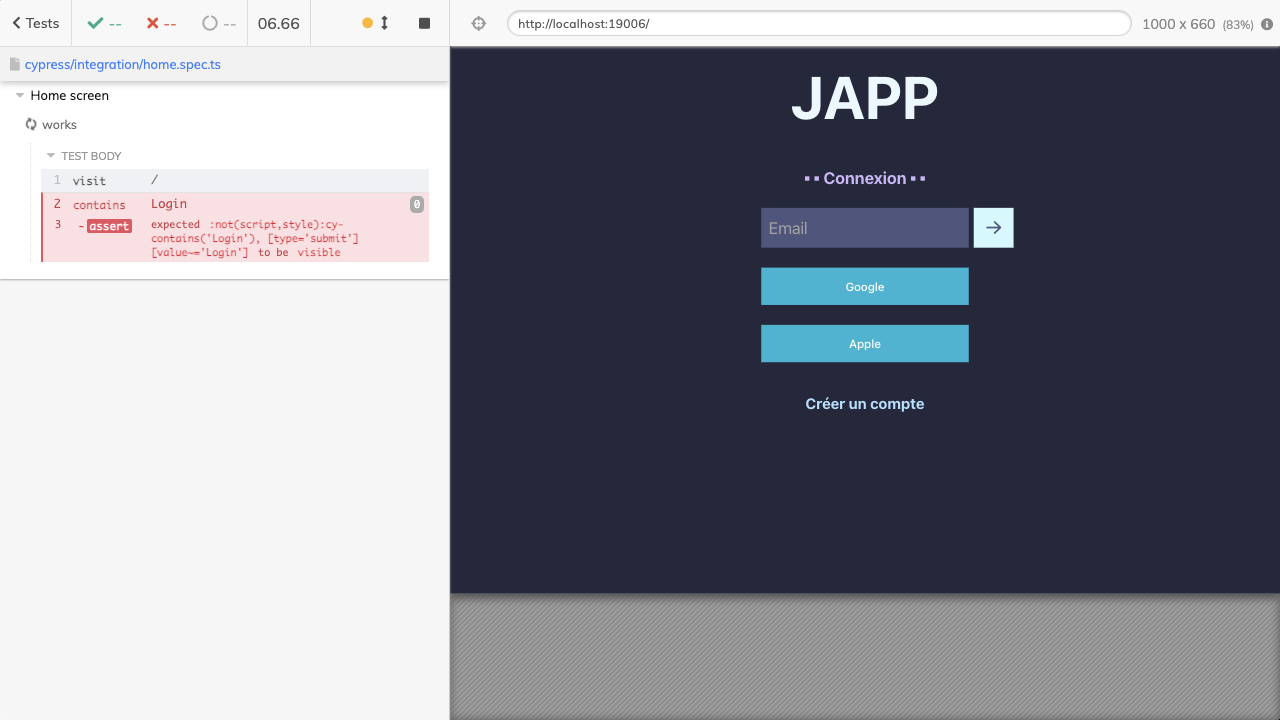 Tests
--
--
--
06.66
http://localhost:19006/
1000 x 660 (83%)
cypress/integration/home.spec.ts
Home screen
works
TEST BODY
1 visit /
2 contains Login 0
3 -assert expected :not(script,style):cy-
contains('Login'), [type='submit']
[value~='Login'] to be visible
JAPP
Connexion
Email
Google
Apple
Créer un compte